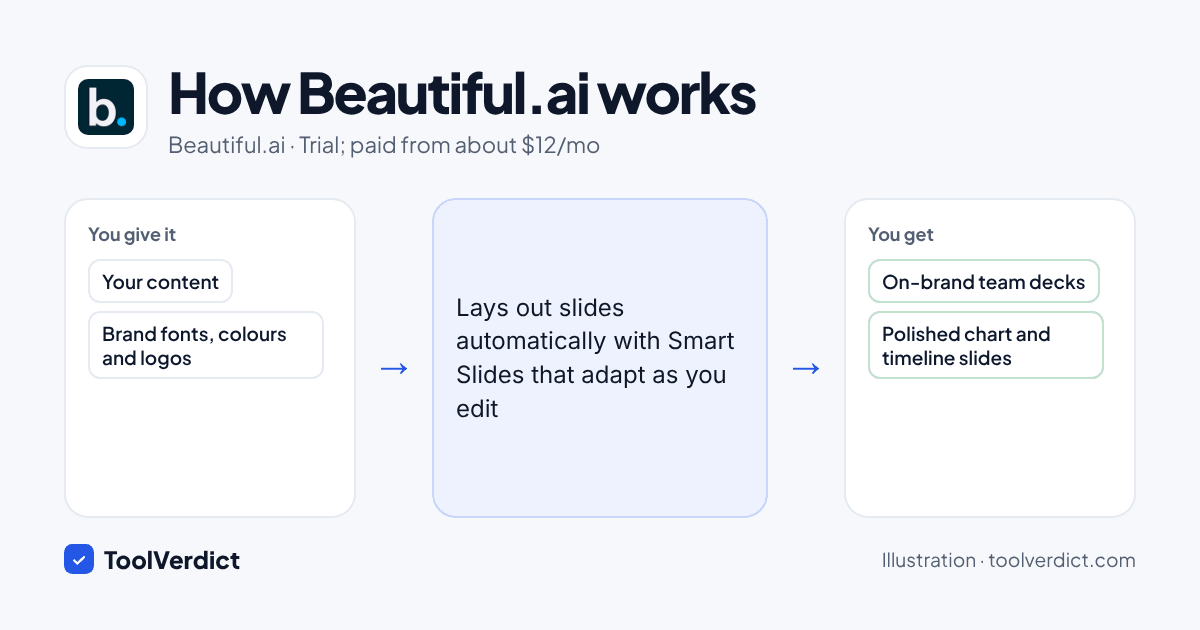 b.
How Beautiful.ai works
Beautiful.ai · Trial; paid from about $12/mo
You give it
Your content
Brand fonts, colours
and logos
→
Lays out slides
automatically with Smart
Slides that adapt as you
edit
→
You get
On-brand team decks
Polished chart and
timeline slides
ToolVerdict
Illustration · toolverdict.com